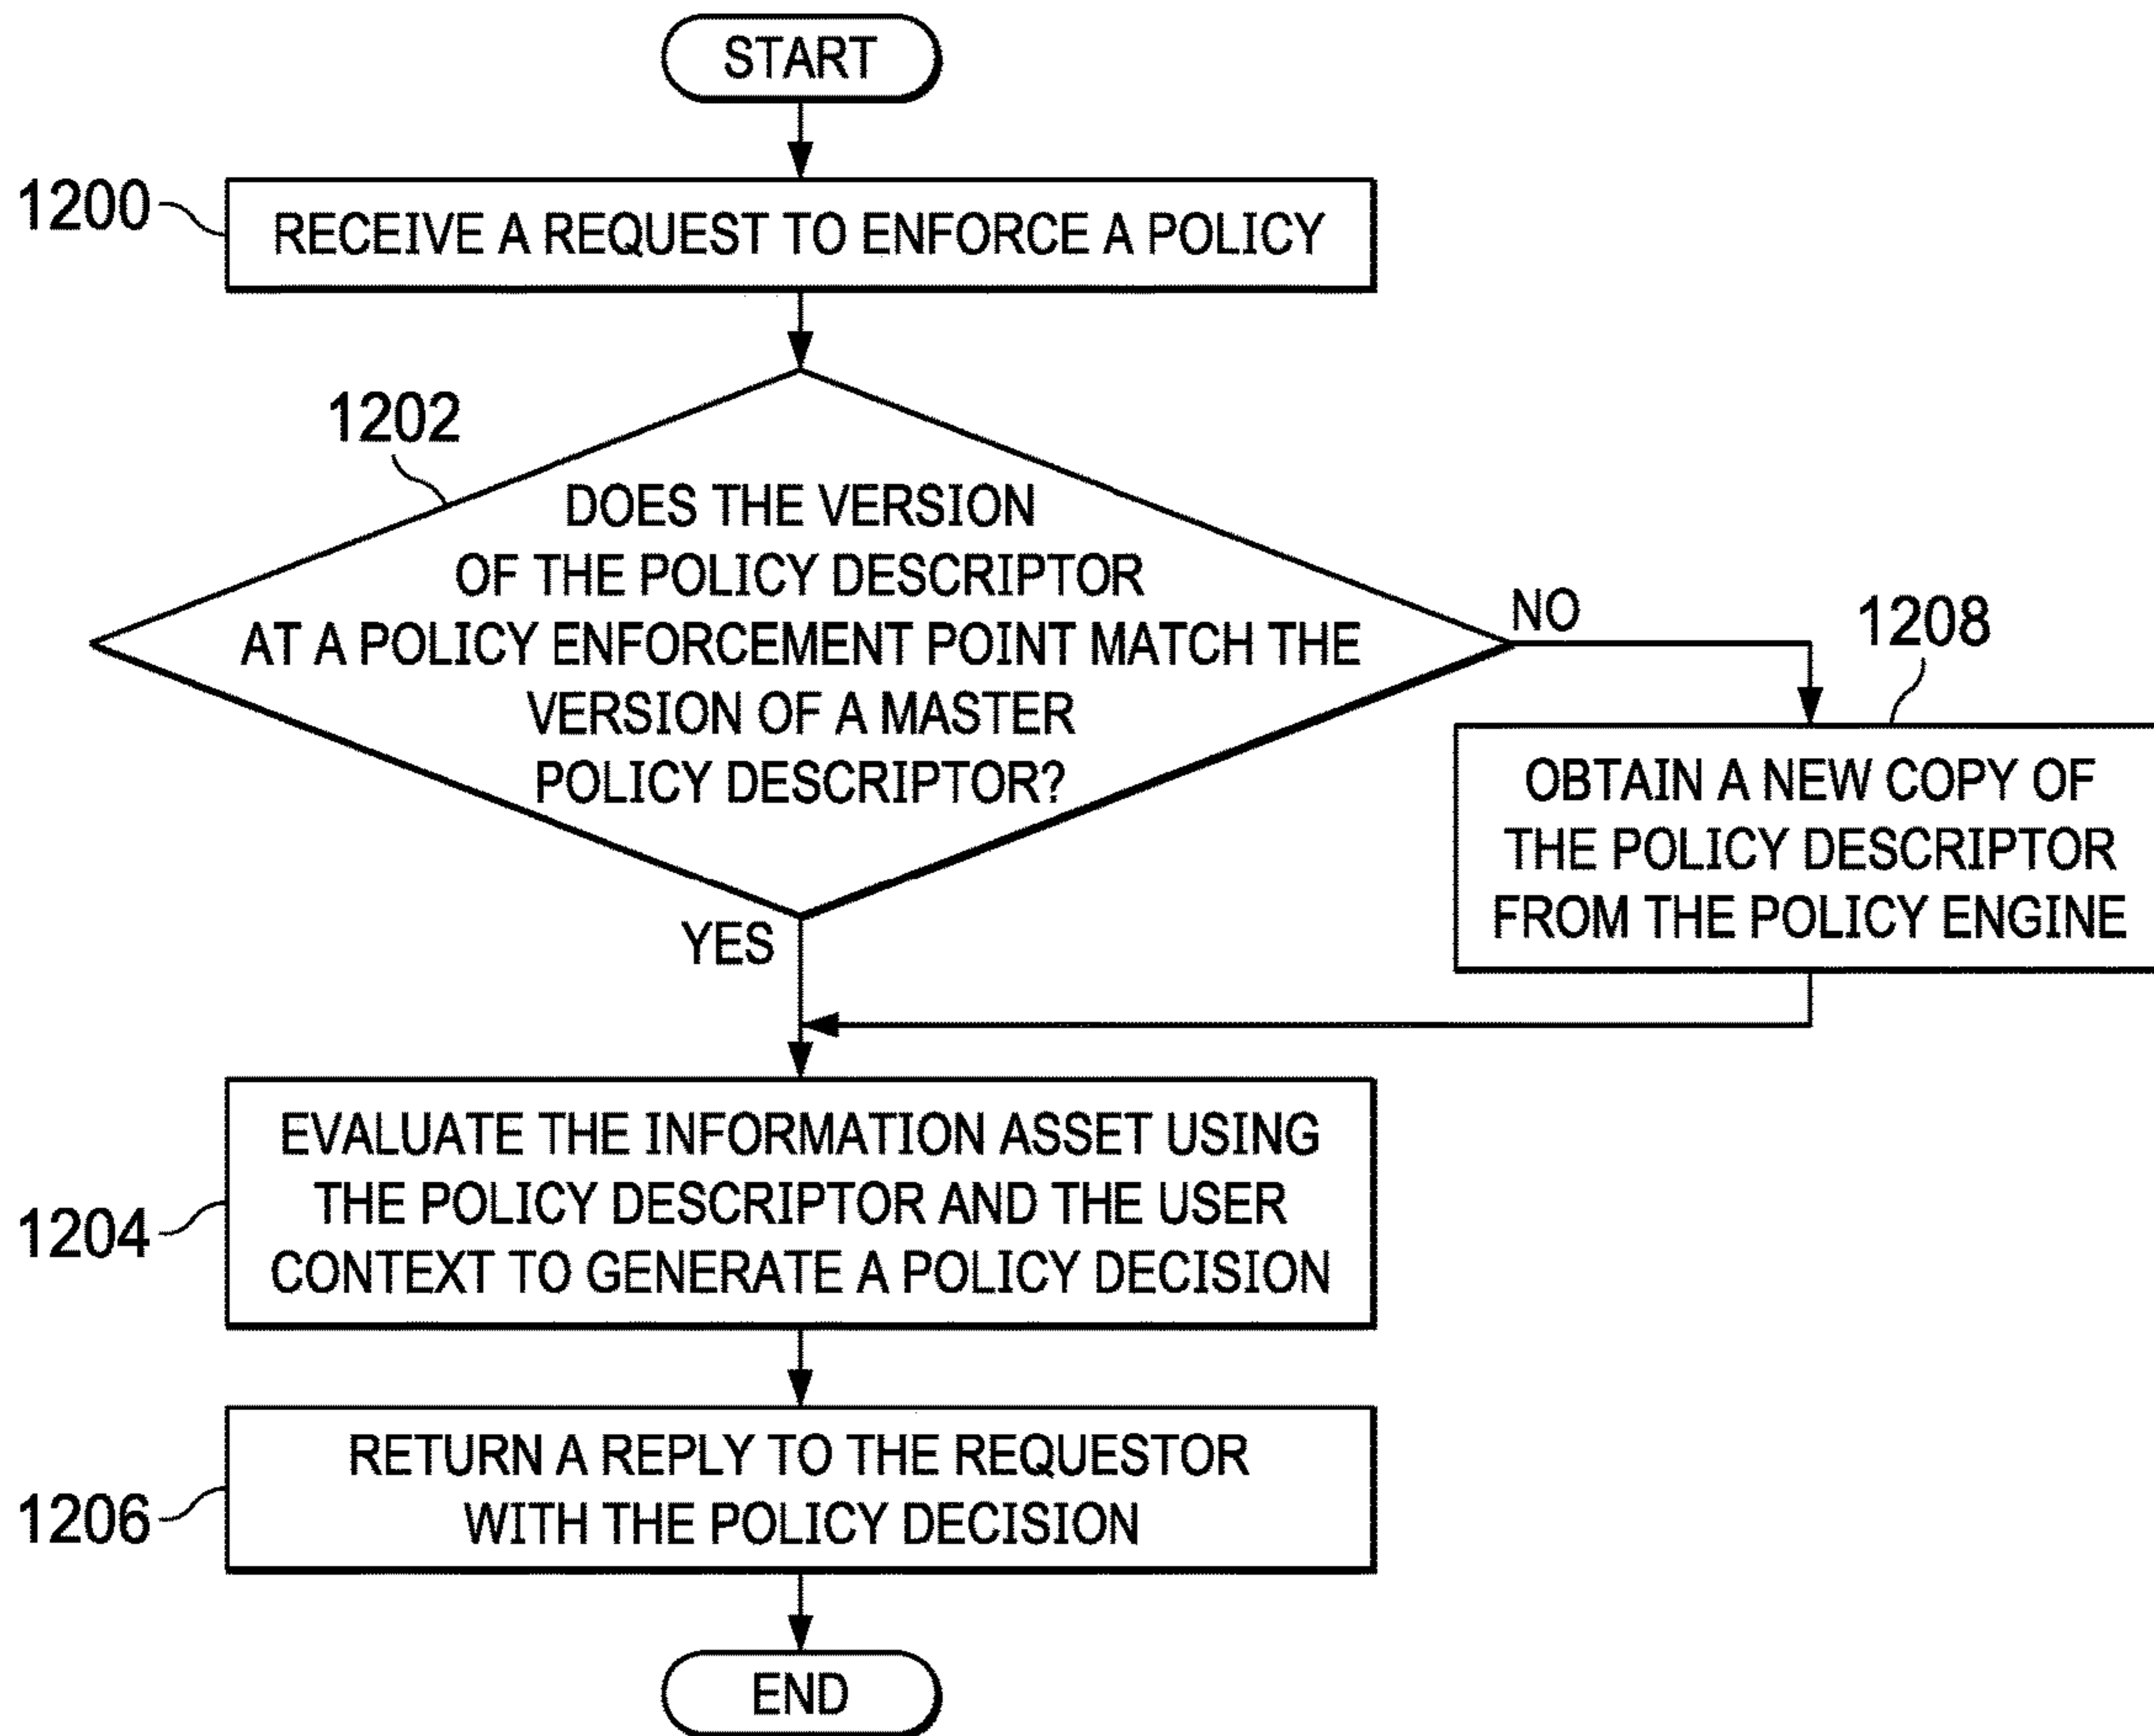 START
1200
RECEIVE A REQUEST TO ENFORCE A POLICY
1202
DOES THE VERSION
OF THE POLICY DESCRIPTOR
AT A POLICY ENFORCEMENT POINT MATCH THE
VERSION OF A MASTER
POLICY DESCRIPTOR?
NO
1208
OBTAIN A NEW COPY OF
THE POLICY DESCRIPTOR
FROM THE POLICY ENGINE
YES
1204
EVALUATE THE INFORMATION ASSET USING
THE POLICY DESCRIPTOR AND THE USER
CONTEXT TO GENERATE A POLICY DECISION
1206
RETURN A REPLY TO THE REQUESTOR
WITH THE POLICY DECISION
END